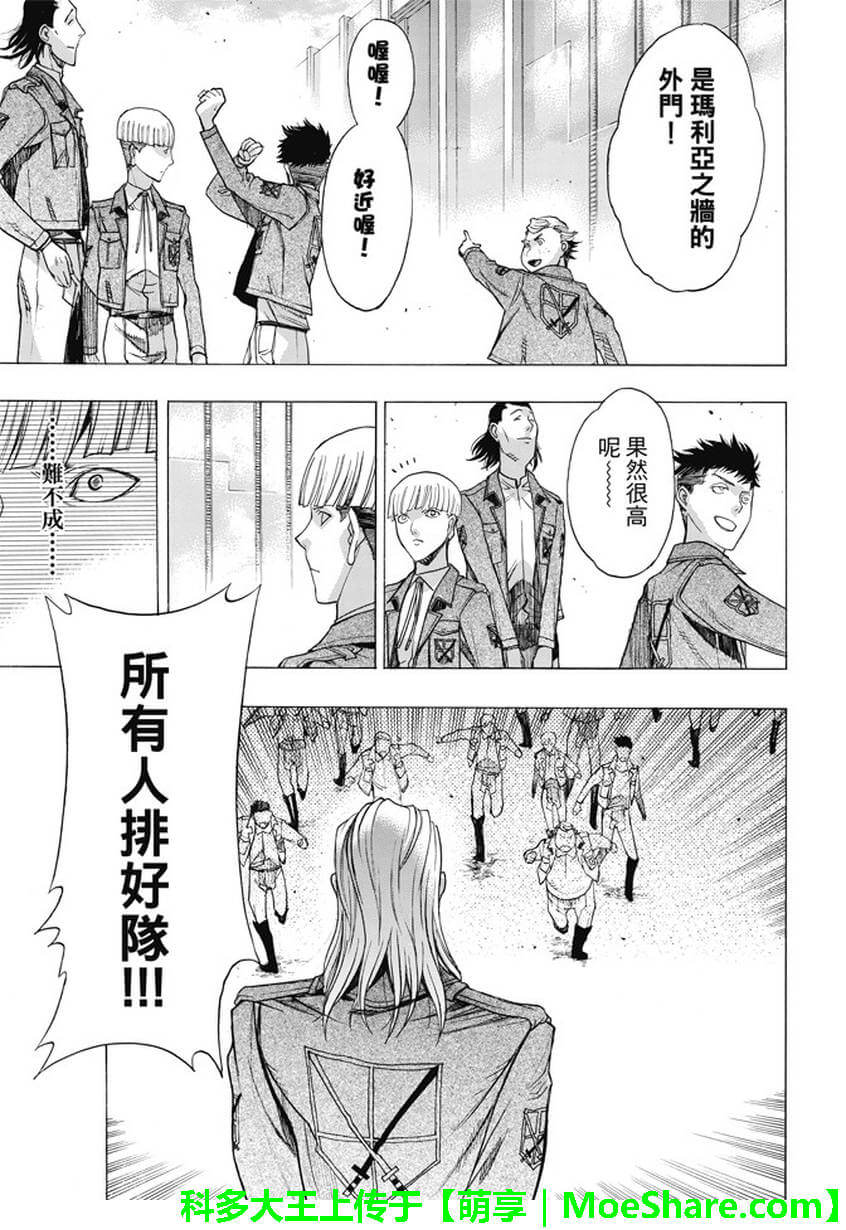 是瑪利亞之牆的
外門！
喔喔！
好近喔！
果然很高
呢～～～
……難不成……
所有人排好隊!!!
科多大王上传于【萌享｜MoeShare.com】